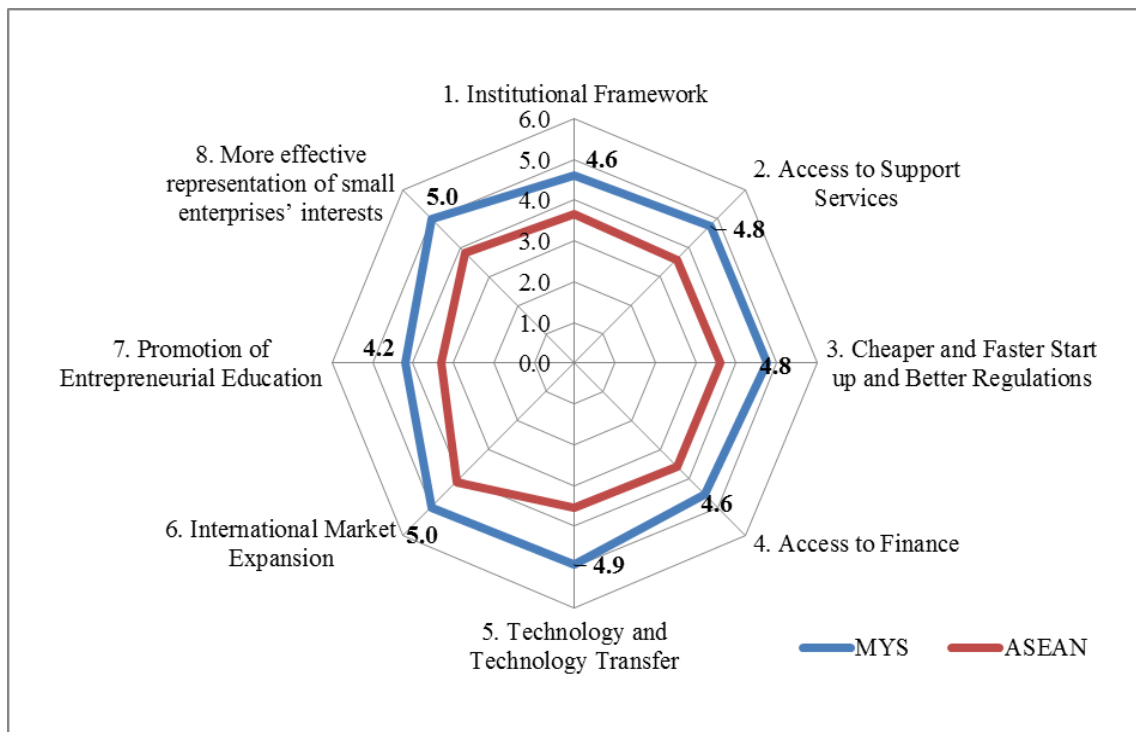 1. Institutional Framework
6.0
5.0
4.0
3.0
2.0
1.0
0.0
4.6
2. Access to Support
Services
4.8
3. Cheaper and Faster Start
up and Better Regulations
4.8
4. Access to Finance
4.6
5. Technology and
Technology Transfer
4.9
6. International Market
Expansion
5.0
7. Promotion of
Entrepreneurial Education
4.2
8. More effective
representation of small
enterprises’ interests
5.0
MYS
ASEAN